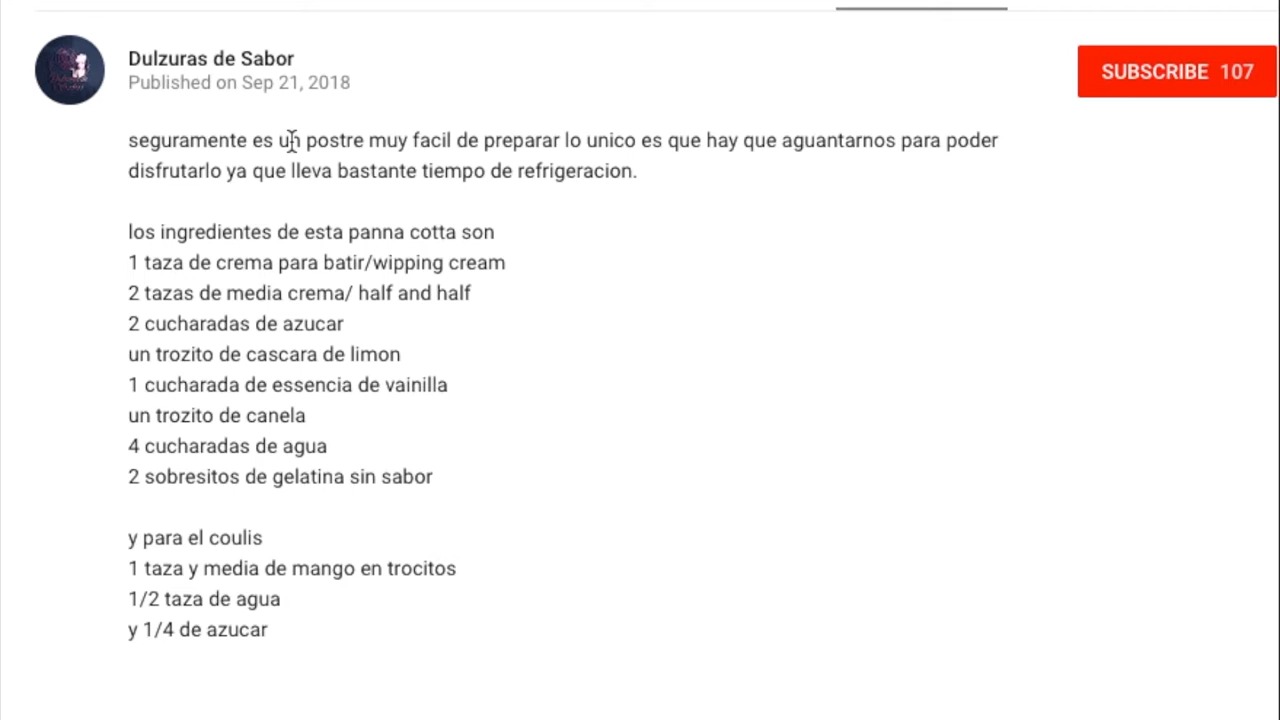 Dulzuras de Sabor
Published on Sep 21, 2018
SUBSCRIBE 107
seguramente es un postre muy facil de preparar lo unico es que hay que aguantarnos para poder
disfrutarlo ya que lleva bastante tiempo de refrigeracion.
los ingredientes de esta panna cotta son
1 taza de crema para batir/wipping cream
2 tazas de media crema/ half and half
2 cucharadas de azucar
un trozito de cascara de limon
1 cucharada de essencia de vainilla
un trozito de canela
4 cucharadas de agua
2 sobresitos de gelatina sin sabor
y para el coulis
1 taza y media de mango en trocitos
1/2 taza de agua
y 1/4 de azucar